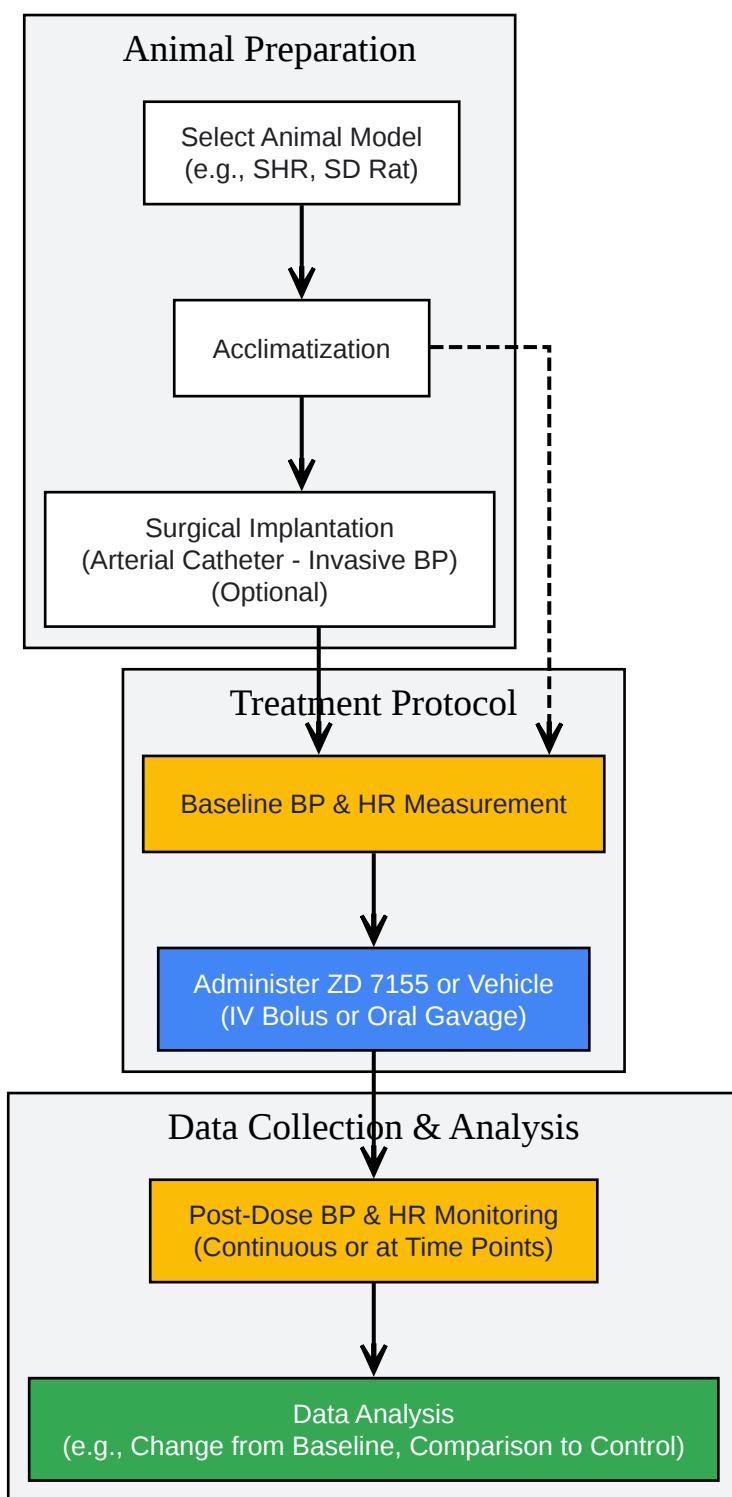 Animal Preparation
Select Animal Model
(e.g., SHR, SD Rat)
Acclimatization
Surgical Implantation
(Arterial Catheter - Invasive BP)
(Optional)
Treatment Protocol
Baseline BP & HR Measurement
Administer ZD 7155 or Vehicle
(IV Bolus or Oral Gavage)
Data Collection & Analysis
Post-Dose BP & HR Monitoring
(Continuous or at Time Points)
Data Analysis
(e.g., Change from Baseline, Comparison to Control)